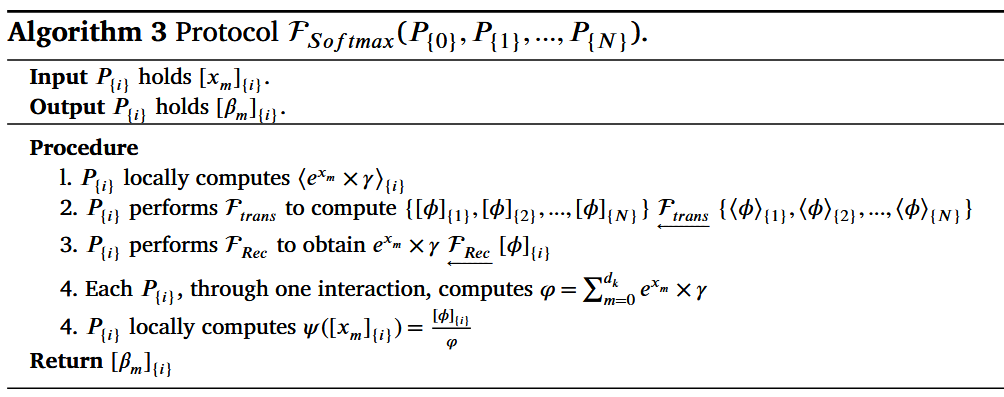 Algorithm 3 Protocol ℱ_{Softmax}(P_{{0}}, P_{{1}}, ..., P_{{N}}).
Input P_{{i}} holds [x_m]_{{i}}.
Output P_{{i}} holds [β_m]_{{i}}.
Procedure
1. P_{{i}} locally computes ⟨e^{x_m} × γ⟩_{{i}}
2. P_{{i}} performs ℱ_{trans} to compute {[ϕ]_{{1}}, [ϕ]_{{2}}, ..., [ϕ]_{{N}}} ℱ_{trans} {⟨ϕ⟩_{{1}}, ⟨ϕ⟩_{{2}}, ..., ⟨ϕ⟩_{{N}}}
3. P_{{i}} performs ℱ_{Rec} to obtain e^{x_m} × γ ℱ_{Rec} [ϕ]_{{i}}
4. Each P_{{i}}, through one interaction, computes φ = ∑_{m=0}^{d_k} e^{x_m} × γ
4. P_{{i}} locally computes ψ([x_m]_{{i}}) = [ϕ]_{{i}} / φ
Return [β_m]_{{i}}